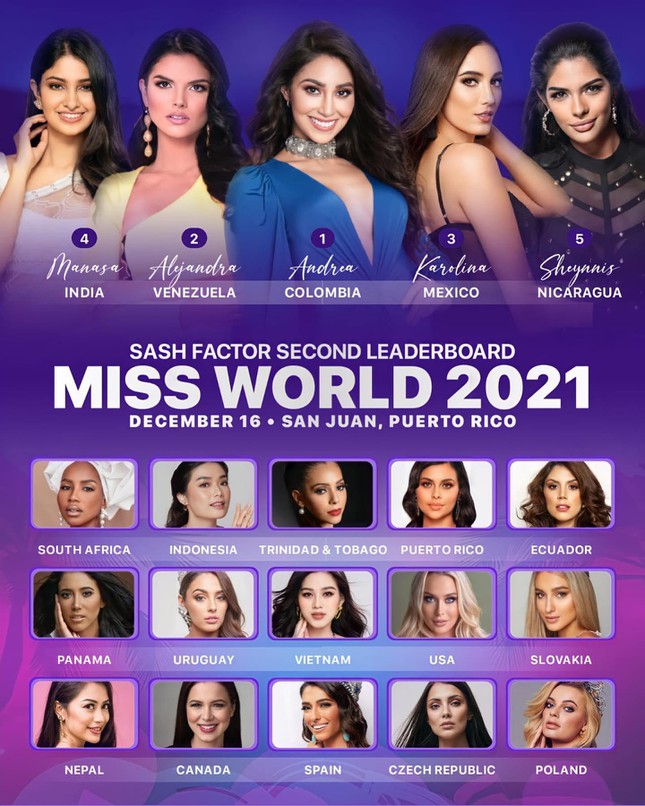 4 2 1 3 5
Manasa Alejandra Andrea Karolina Sheynnis
INDIA VENEZUELA COLOMBIA MEXICO NICARAGUA
SASH FACTOR SECOND LEADERBOARD
MISS WORLD 2021
DECEMBER 16 • SAN JUAN, PUERTO RICO
SOUTH AFRICA INDONESIA TRINIDAD & TOBAGO PUERTO RICO ECUADOR
PANAMA URUGUAY VIETNAM USA SLOVAKIA
NEPAL CANADA SPAIN CZECH REPUBLIC POLAND